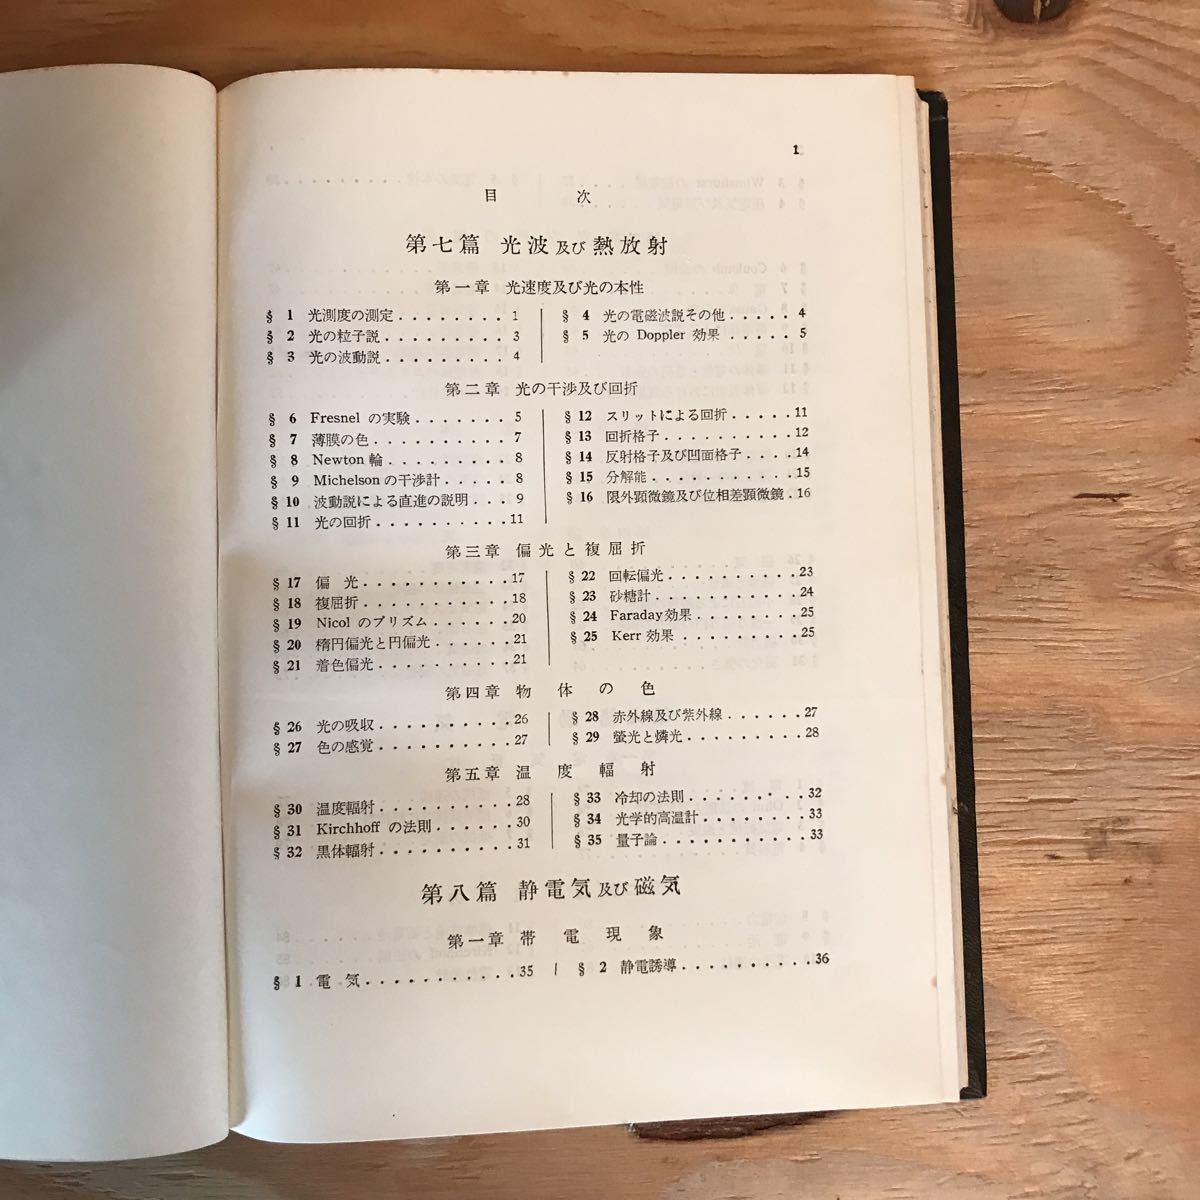 1
目次
第七篇 光波及び熱放射
第一章 光速度及び光の本性
§ 1 光測度の測定 . . . . . . . . 1
§ 2 光の粒子説 . . . . . . . . . 3
§ 3 光の波動説 . . . . . . . . . 4
§ 4 光の電磁波説その他 . . . . . 4
§ 5 光の Doppler 効果 . . . . . 5
第二章 光の干渉及び回折
§ 6 Fresnel の実験 . . . . . . . 5
§ 7 薄膜の色 . . . . . . . . . . 7
§ 8 Newton 輪 . . . . . . . . . 8
§ 9 Michelson の干渉計 . . . . . 8
§ 10 波動説による直進の説明 . . . 9
§ 11 光の回折 . . . . . . . . . . 11
§ 12 スリットによる回折 . . . . . 11
§ 13 回折格子 . . . . . . . . . . 12
§ 14 反射格子及び凹面格子 . . . . 14
§ 15 分解能 . . . . . . . . . . . 15
§ 16 限外顕微鏡及び位相差顕微鏡 . 16
第三章 偏光と複屈折
§ 17 偏光 . . . . . . . . . . . 17
§ 18 複屈折 . . . . . . . . . . . 18
§ 19 Nicol のプリズム . . . . . . 20
§ 20 楕円偏光と円偏光 . . . . . . 21
§ 21 着色偏光 . . . . . . . . . . 21
§ 22 回転偏光 . . . . . . . . . . 23
§ 23 砂糖計 . . . . . . . . . . . 24
§ 24 Faraday 効果 . . . . . . . . 25
§ 25 Kerr 効果 . . . . . . . . . 25
第四章 物体の色
§ 26 光の吸収 . . . . . . . . . . 26
§ 27 色の感覚 . . . . . . . . . . 27
§ 28 赤外線及び紫外線 . . . . . . 27
§ 29 螢光と燐光 . . . . . . . . . 28
第五章 温度輻射
§ 30 温度輻射 . . . . . . . . . . 28
§ 31 Kirchhoff の法則 . . . . . . 30
§ 32 黒体輻射 . . . . . . . . . . 31
§ 33 冷却の法則 . . . . . . . . . 32
§ 34 光学的高温計 . . . . . . . . 33
§ 35 量子論 . . . . . . . . . . . 33
第八篇 静電気及び磁気
第一章 帯電現象
§ 1 電気 . . . . . . . . . . . 35
§ 2 静電誘導 . . . . . . . . . . 36